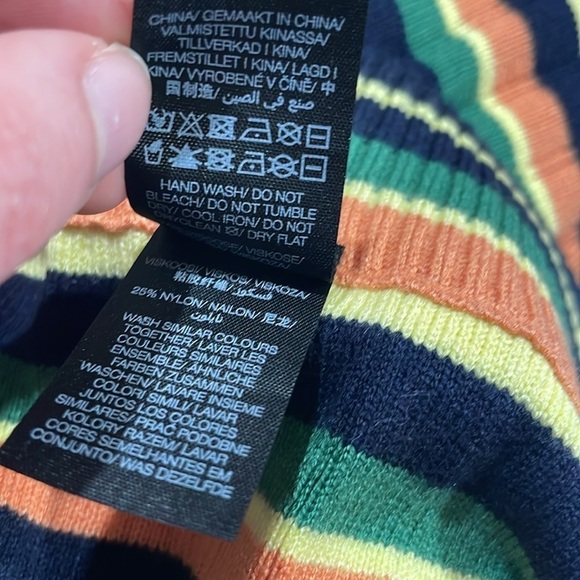 CHINA/ GEMAAKT IN CHINA/
VALMISTETTU KIINASSA/
TILLVERKAD I KINA/
FREMSTILLET I KINA/ LAGD I
KINA/ VYROBENÉ V ČÍNĚ/ 中
国制造/ صنع في الصين
HAND WASH/ DO NOT
BLEACH/ DO NOT TUMBLE
DRY/ COOL IRON/ DO NOT
DRYCLEAN / DRY FLAT
VISKOOSI/ VISKOS/ VISKOZA/
粘胶纤维/ فسكوز
25% NYLON/ NAILON/ 尼龙/
نايلون
WASH SIMILAR COLOURS
TOGETHER/ LAVER LES
COULEURS SIMILAIRES
ENSEMBLE/ ÄHNLICHE
FARBEN ZUSAMMEN
WASCHEN/ LAVARE INSIEME
COLORI SIMILI/ LAVAR
JUNTOS LOS COLORES
SIMILARES/ PRAĆ PODOBNE
KOLORY RAZEM/ LAVAR
CORES SEMELHANTES EM
CONJUNTO/ WAS DEZELFDE